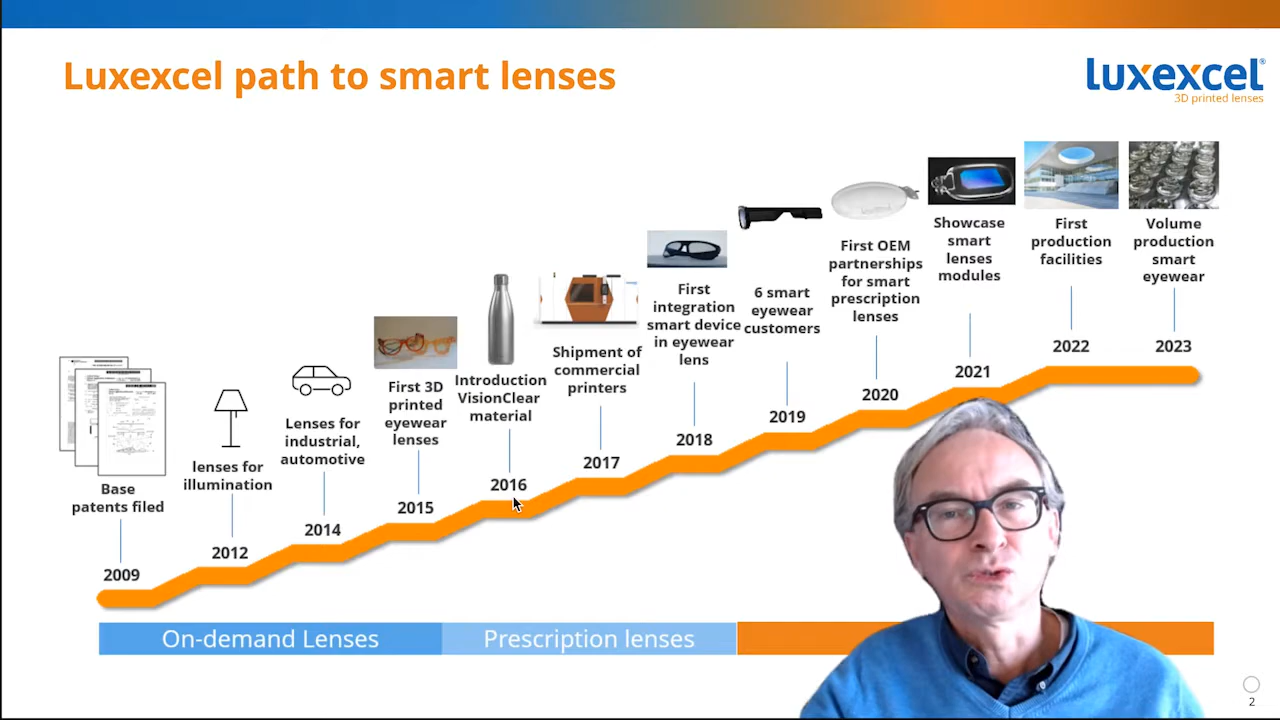 Luxexcel path to smart lenses
luxexcel®
3D printed lenses
Base
patents filed
2009
lenses for
illumination
2012
Lenses for
industrial,
automotive
2014
First 3D
printed
eyewear
lenses
2015
Introduction
VisionClear
material
2016
Shipment of
commercial
printers
2017
First
integration
smart device
in eyewear
lens
2018
6 smart
eyewear
customers
2019
First OEM
partnerships
for smart
prescription
lenses
2020
Showcase
smart
lenses
modules
2021
First
production
facilities
2022
Volume
production
smart
eyewear
2023
On-demand Lenses
Prescription lenses
2